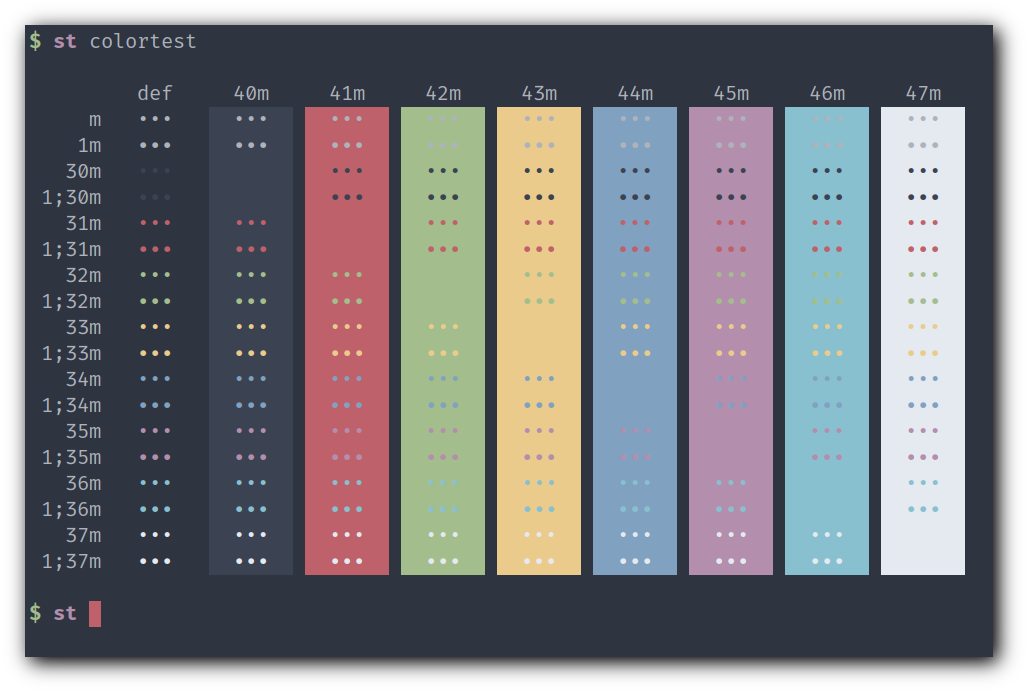 $ st colortest
def 40m 41m 42m 43m 44m 45m 46m 47m
m ••• ••• ••• ••• ••• ••• ••• ••• •••
1m ••• ••• ••• ••• ••• ••• ••• ••• •••
30m ••• ••• ••• ••• ••• ••• ••• •••
1;30m ••• ••• ••• ••• ••• ••• ••• •••
31m ••• ••• ••• ••• ••• ••• ••• •••
1;31m ••• ••• ••• ••• ••• ••• ••• •••
32m ••• ••• ••• ••• ••• ••• ••• •••
1;32m ••• ••• ••• ••• ••• ••• ••• •••
33m ••• ••• ••• ••• ••• ••• ••• •••
1;33m ••• ••• ••• ••• ••• ••• ••• •••
34m ••• ••• ••• ••• ••• ••• ••• •••
1;34m ••• ••• ••• ••• ••• ••• ••• •••
35m ••• ••• ••• ••• ••• ••• ••• •••
1;35m ••• ••• ••• ••• ••• ••• ••• •••
36m ••• ••• ••• ••• ••• ••• ••• •••
1;36m ••• ••• ••• ••• ••• ••• ••• •••
37m ••• ••• ••• ••• ••• ••• ••• •••
1;37m ••• ••• ••• ••• ••• ••• ••• •••
$ st